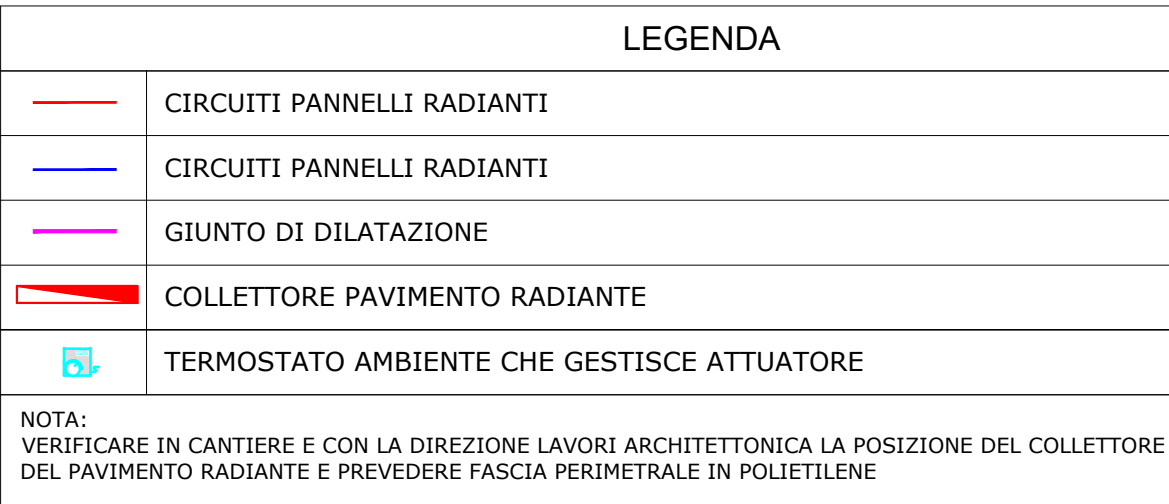 LEGENDA
CIRCUITI PANNELLI RADIANTI
CIRCUITI PANNELLI RADIANTI
GIUNTO DI DILATAZIONE
COLLETTORE PAVIMENTO RADIANTE
TERMOSTATO AMBIENTE CHE GESTISCE ATTUATORE
NOTA:
VERIFICARE IN CANTIERE E CON LA DIREZIONE LAVORI ARCHITETTONICA LA POSIZIONE DEL COLLETTORE
DEL PAVIMENTO RADIANTE E PREVEDERE FASCIA PERIMETRALE IN POLIETILENE